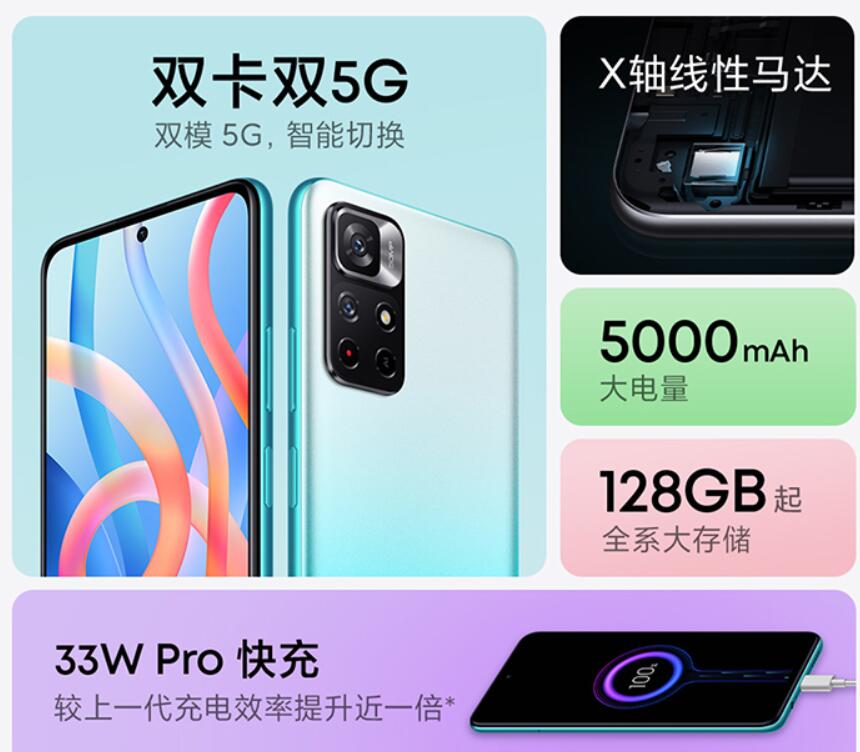 双卡双5G
双模 5G，智能切换
X轴线性马达
5000mAh
大电量
128GB起
全系大存储
33W Pro 快充
较上一代充电效率提升近一倍*
100%